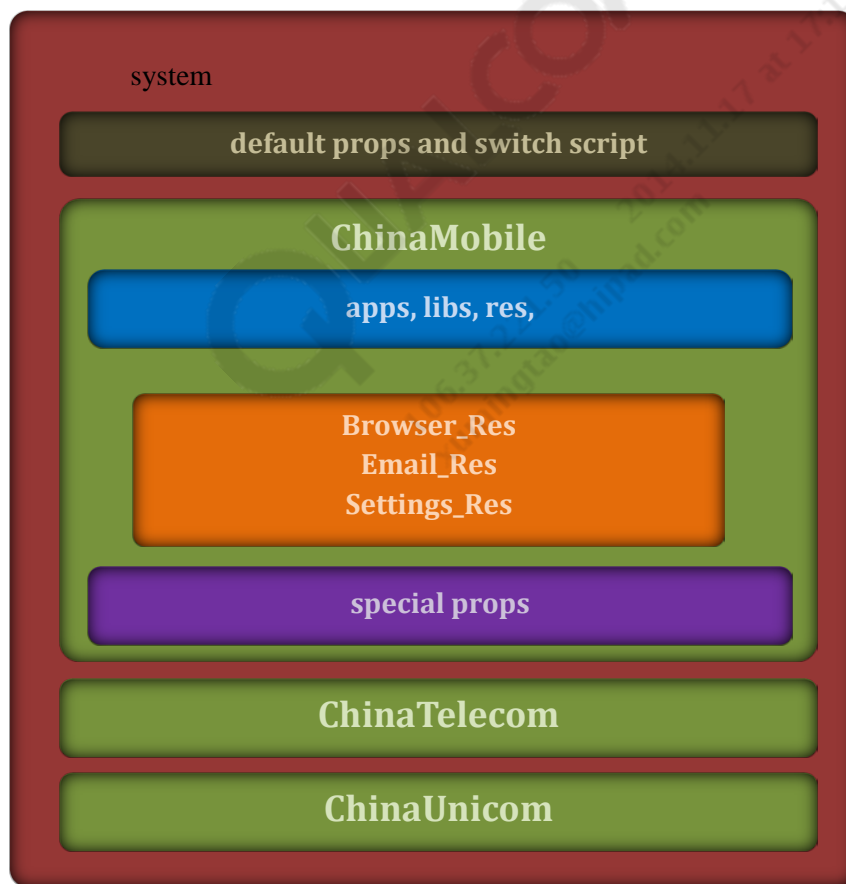 system
default props and switch script
ChinaMobile
apps, libs, res,
Browser_Res
Email_Res
Settings_Res
special props
ChinaTelecom
ChinaUnicom